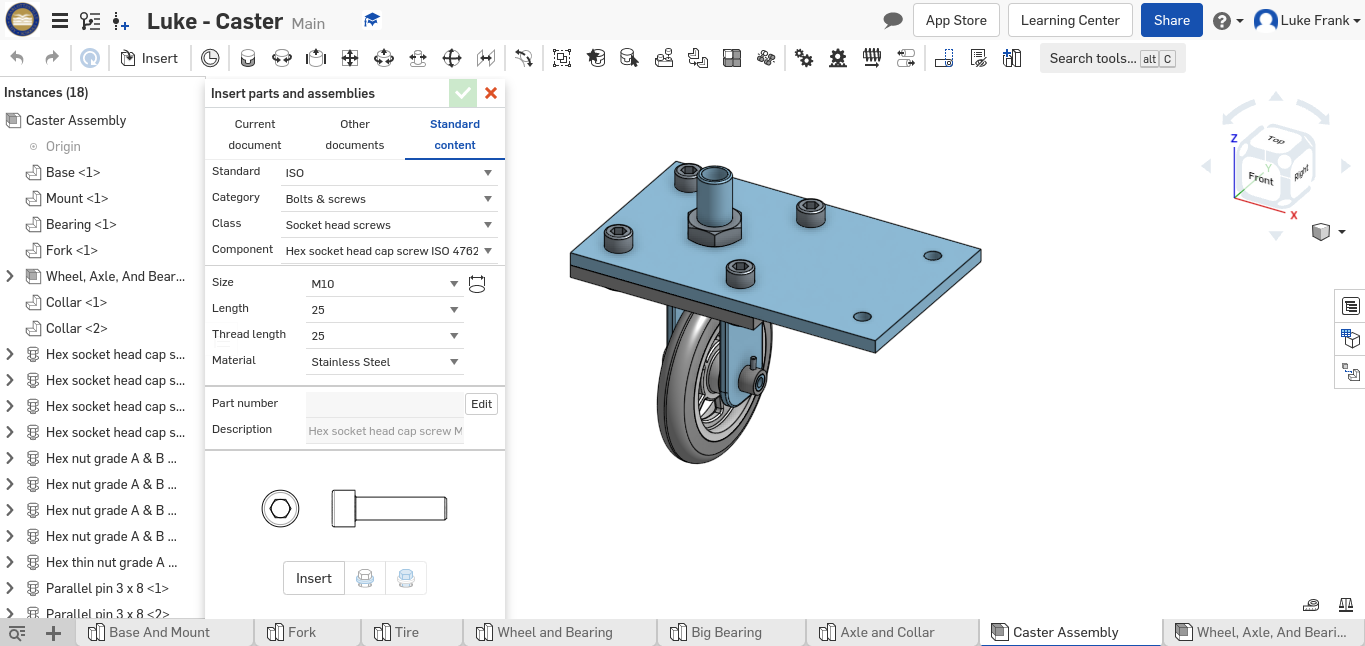 Luke - Caster Main
App Store
Learning Center
Share
Luke Frank
Insert
Search tools... alt C
Instances (18)
Caster Assembly
Origin
Base <1>
Mount <1>
Bearing <1>
Fork <1>
Wheel, Axle, And Bear...
Collar <1>
Collar <2>
Hex socket head cap s...
Hex socket head cap s...
Hex socket head cap s...
Hex socket head cap s...
Hex nut grade A & B ...
Hex nut grade A & B ...
Hex nut grade A & B ...
Hex nut grade A & B ...
Hex thin nut grade A ...
Parallel pin 3 x 8 <1>
Parallel pin 3 x 8 <2>
Insert parts and assemblies
Current document
Other documents
Standard content
Standard ISO
Category Bolts & screws
Class Socket head screws
Component Hex socket head cap screw ISO 4762
Size M10
Length 25
Thread length 25
Material Stainless Steel
Part number Edit
Description Hex socket head cap screw M
Insert
Z
Top
Y
Front
Right
X
Base And Mount
Fork
Tire
Wheel and Bearing
Big Bearing
Axle and Collar
Caster Assembly
Wheel, Axle, And Beari...